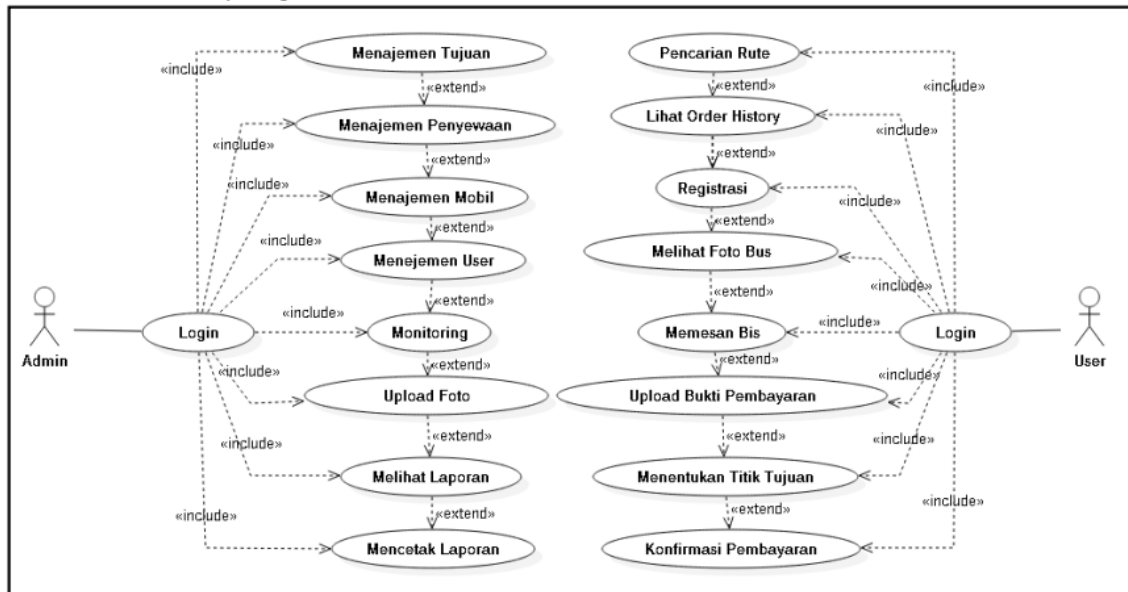 Menajemen Tujuan
Pencarian Rute
«include»
«include»
«extend»
«extend»
Menajemen Penyewaan
Lihat Order History
«include»
«include»
«extend»
«extend»
«include»
Menajemen Mobil
Registrasi
«include»
«extend»
«extend»
«include»
Menejemen User
Melihat Foto Bus
«include»
«extend»
«extend»
Admin
Login
«include»
Monitoring
Memesan Bis
«include»
Login
User
«extend»
«extend»
«include»
«include»
Upload Foto
Upload Bukti Pembayaran
«extend»
«extend»
«include»
«include»
Melihat Laporan
Menentukan Titik Tujuan
«include»
«include»
«extend»
«extend»
Mencetak Laporan
Konfirmasi Pembayaran